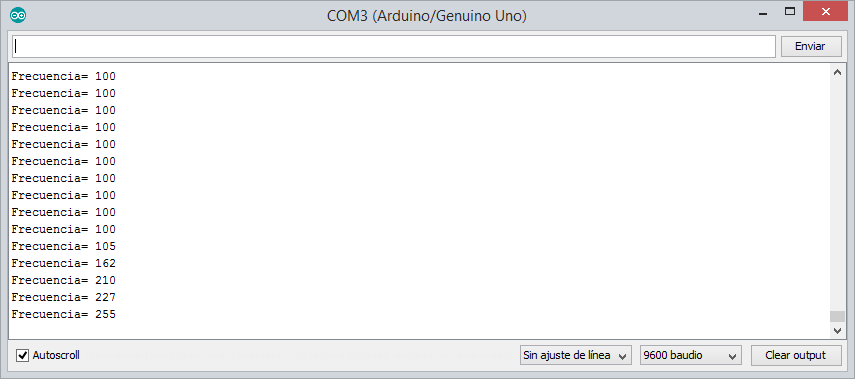 COM3 (Arduino/Genuino Uno)
Enviar
Frecuencia= 100
Frecuencia= 100
Frecuencia= 100
Frecuencia= 100
Frecuencia= 100
Frecuencia= 100
Frecuencia= 100
Frecuencia= 100
Frecuencia= 100
Frecuencia= 100
Frecuencia= 105
Frecuencia= 162
Frecuencia= 210
Frecuencia= 227
Frecuencia= 255
Autoscroll
Sin ajuste de línea
9600 baudio
Clear output